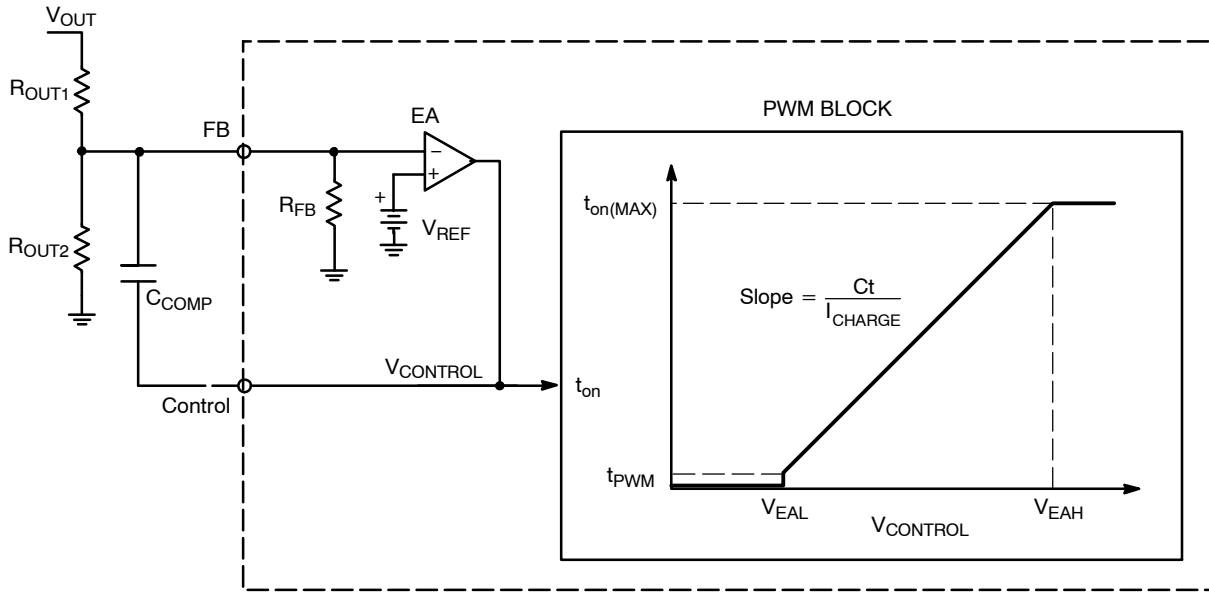 VOUT
ROUT1
FB
EA
PWM BLOCK
RFB
+
−
+
VREF
ROUT2
CCOMP
VCONTROL
Control
ton
ton(MAX)
Slope = Ct / ICHARGE
tPWM
VEAL
VCONTROL
VEAH